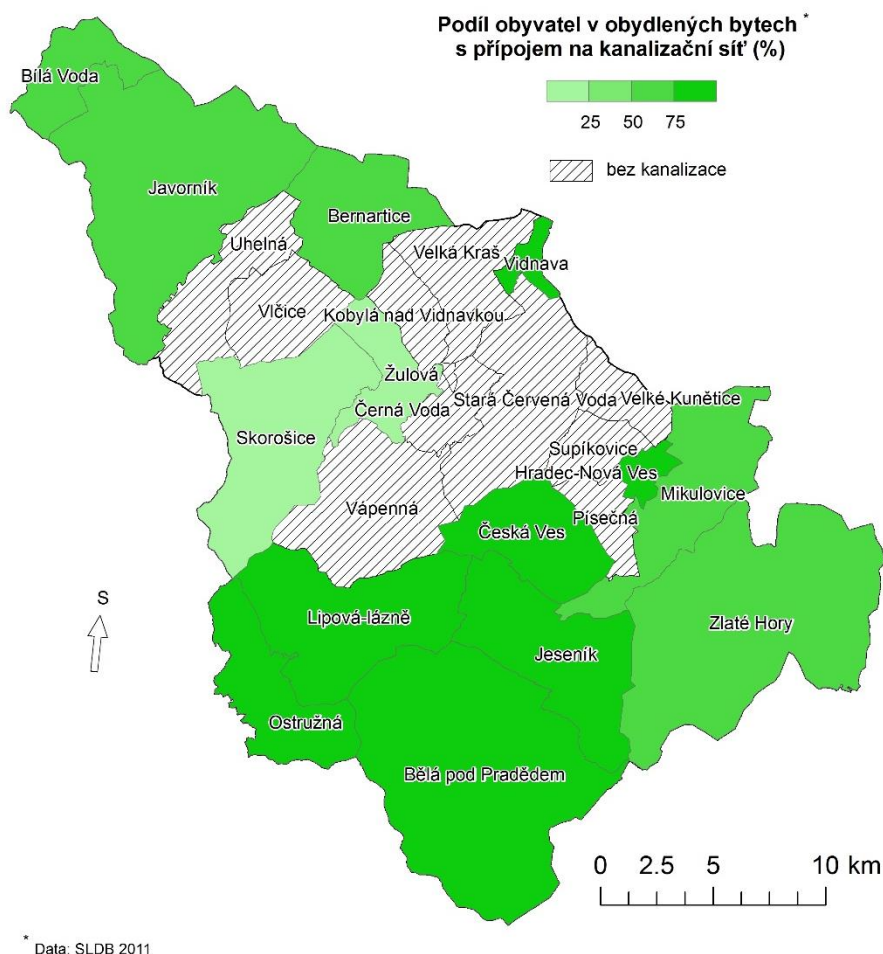 Podíl obyvatel v obydlených bytech *
s přípojem na kanalizační síť (%)
25 50 75
bez kanalizace
Bílá Voda
Javorník
Bernartice
Uhelná
Velká Kraš
Vidnava
Vlčice
Kobylá nad Vidnavkou
Žulová
Černá Voda
Stará Červená Voda
Velké Kunětice
Skorošice
Supíkovice
Hradec-Nová Ves
Mikulovice
Vápenná
Písečná
Česká Ves
S
Lipová-lázně
Zlaté Hory
Jeseník
Ostružná
Bělá pod Pradědem
0 2.5 5 10 km
* Data: SLDB 2011